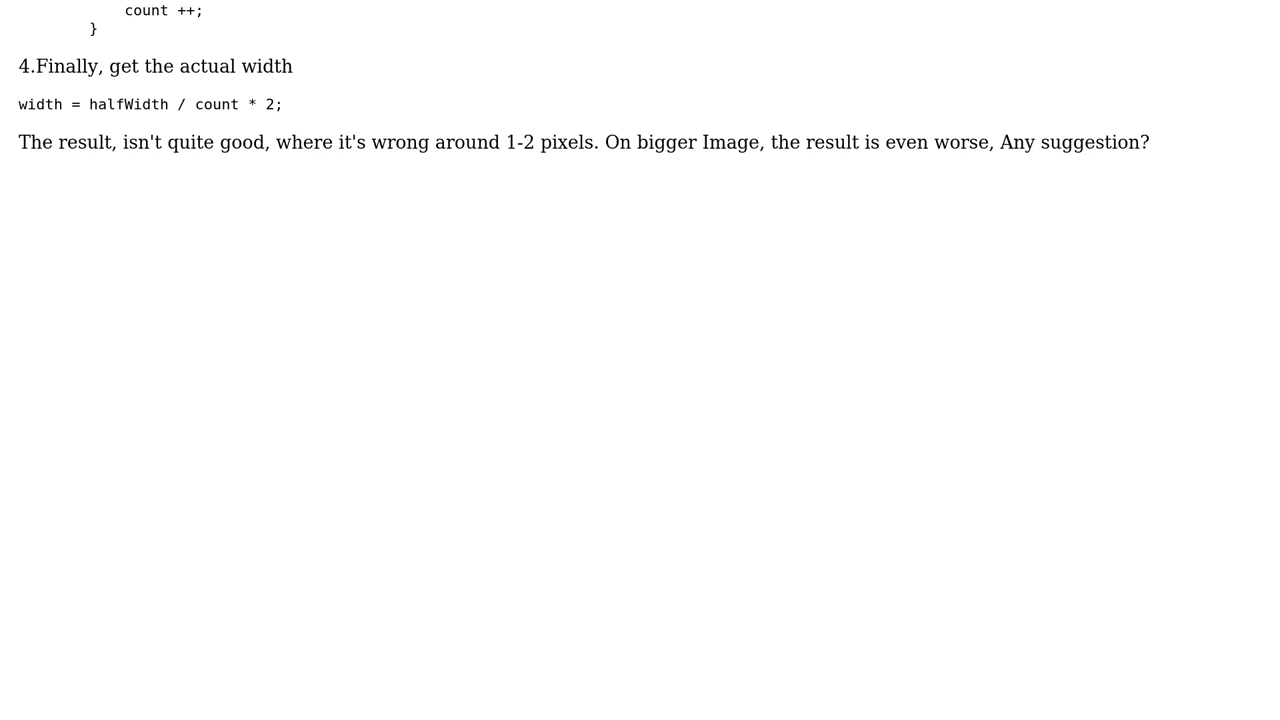 count ++;
}
4.Finally, get the actual width
width = halfWidth / count * 2;
The result, isn't quite good, where it's wrong around 1-2 pixels. On bigger Image, the result is even worse, Any suggestion?